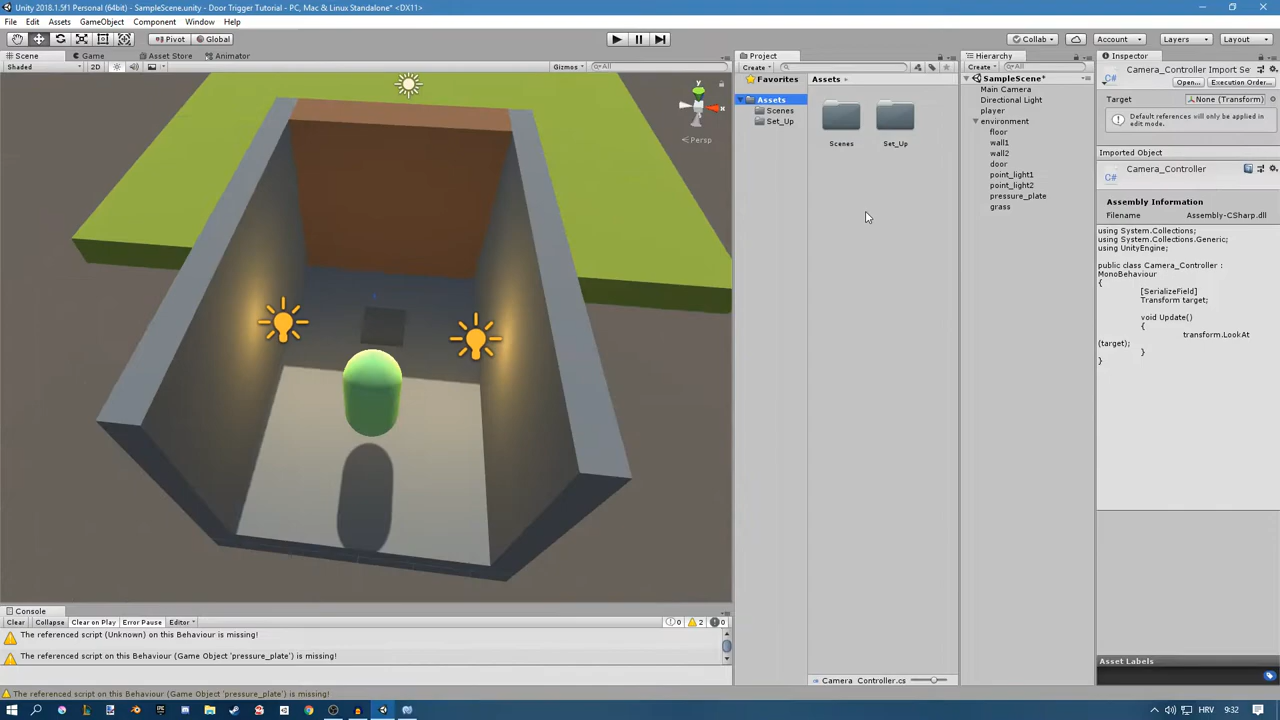 Unity 2018.1.5f1 Personal (64bit) - SampleScene.unity - Door Trigger Tutorial - PC, Mac & Linux Standalone* <DX11>
File Edit Assets GameObject Component Window Help
Pivot Global Collab Account Layers Layout
Scene Game Asset Store Animator
Shaded 2D Gizmos All
y
x
Persp
Project
Create
Favorites
Assets
Scenes
Set_Up
Assets
Scenes Set_Up
Camera_Controller.cs
Hierarchy
Create All
SampleScene*
Main Camera
Directional Light
player
environment
floor
wall1
wall2
door
point_light1
point_light2
pressure_plate
grass
Inspector
Camera_Controller Import Se
Open... Execution Order...
Target None (Transform)
Default references will only be applied in
edit mode.
Imported Object
Camera_Controller
Assembly Information
Filename Assembly-CSharp.dll
using System.Collections;
using System.Collections.Generic;
using UnityEngine;
public class Camera_Controller :
MonoBehaviour
{
[SerializeField]
Transform target;
void Update()
{
transform.LookAt
(target);
}
}
Asset Labels
Console
Clear Collapse Clear on Play Error Pause Editor 0 2 0
The referenced script (Unknown) on this Behaviour is missing!
The referenced script on this Behaviour (Game Object 'pressure_plate') is missing!
The referenced script on this Behaviour (Game Object 'pressure_plate') is missing!
HRV 9:32